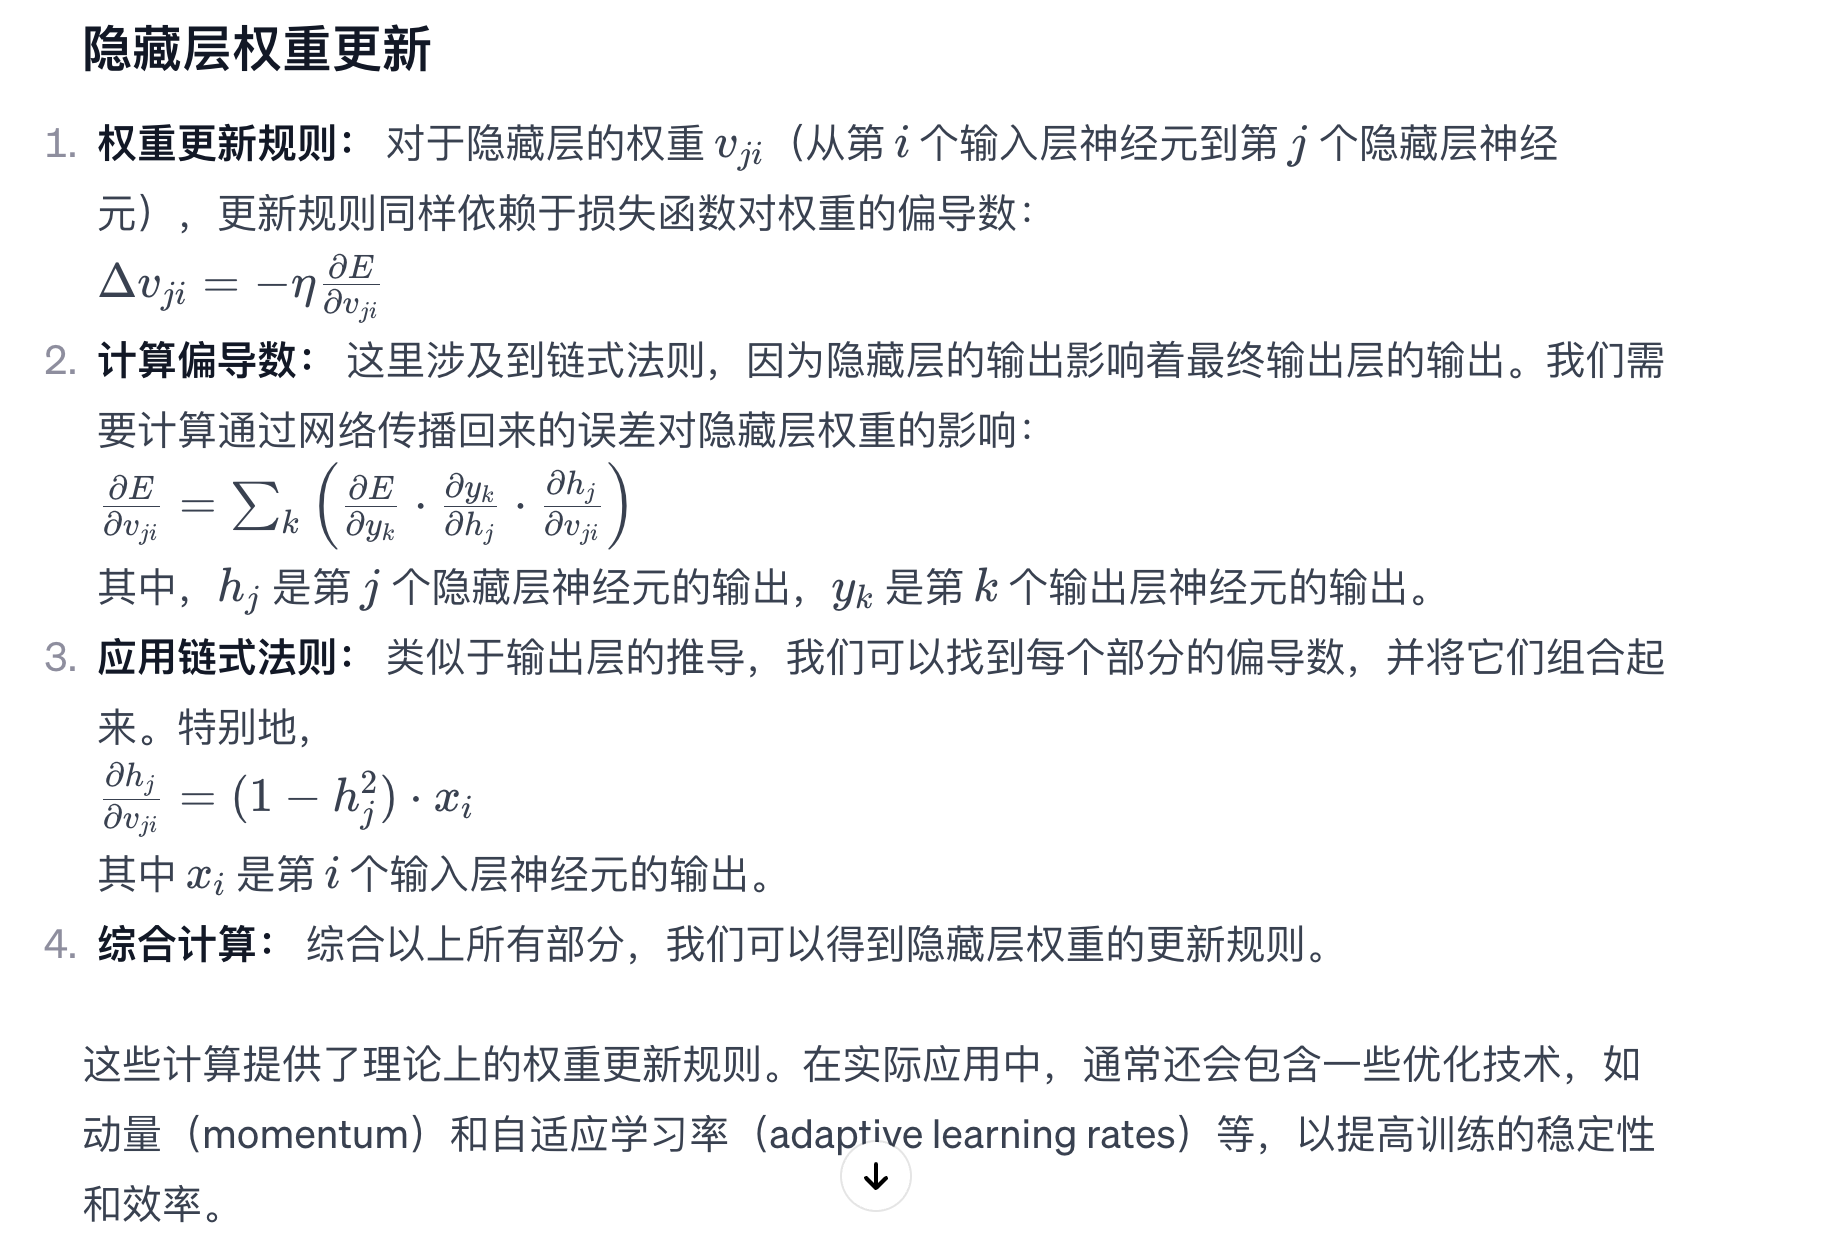 隐藏层权重更新
1. 权重更新规则： 对于隐藏层的权重 $v_{ji}$（从第 $i$ 个输入层神经元到第 $j$ 个隐藏层神经
元），更新规则同样依赖于损失函数对权重的偏导数：
$\Delta v_{ji} = -\eta \frac{\partial E}{\partial v_{ji}}$
2. 计算偏导数： 这里涉及到链式法则，因为隐藏层的输出影响着最终输出层的输出。我们需
要计算通过网络传播回来的误差对隐藏层权重的影响：
$\frac{\partial E}{\partial v_{ji}} = \sum_k \left( \frac{\partial E}{\partial y_k} \cdot \frac{\partial y_k}{\partial h_j} \cdot \frac{\partial h_j}{\partial v_{ji}} \right)$
其中，$h_j$ 是第 $j$ 个隐藏层神经元的输出，$y_k$ 是第 $k$ 个输出层神经元的输出。
3. 应用链式法则： 类似于输出层的推导，我们可以找到每个部分的偏导数，并将它们组合起
来。特别地，
$\frac{\partial h_j}{\partial v_{ji}} = (1 - h_j^2) \cdot x_i$
其中 $x_i$ 是第 $i$ 个输入层神经元的输出。
4. 综合计算： 综合以上所有部分，我们可以得到隐藏层权重的更新规则。
这些计算提供了理论上的权重更新规则。在实际应用中，通常还会包含一些优化技术，如
动量（momentum）和自适应学习率（adaptive learning rates）等，以提高训练的稳定性
和效率。